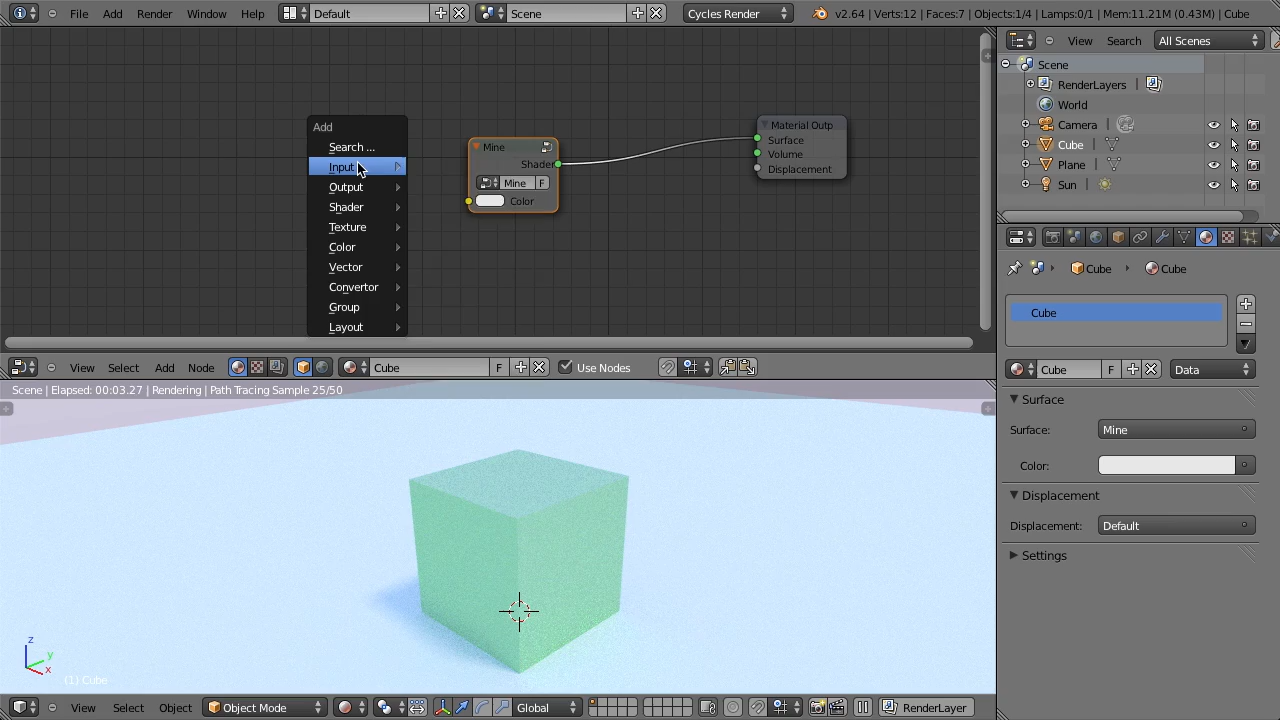 File Add Render Window Help Default Scene Cycles Render v2.64 | Verts:12 | Faces:7 | Objects:1/4 | Lamps:0/1 | Mem:11.21M (0.43M) | Cube
View Search All Scenes
Scene
RenderLayers |
World
Camera |
Cube |
Plane |
Sun |
Add
Search ...
Input
Output
Shader
Texture
Color
Vector
Convertor
Group
Layout
Mine
Shader
Mine F
Color
Material Outp
Surface
Volume
Displacement
Cube Cube
Cube
Cube F Data
Surface
Surface: Mine
Color:
Displacement
Displacement: Default
Settings
View Select Add Node Cube F Use Nodes
Scene | Elapsed: 00:03.27 | Rendering | Path Tracing Sample 25/50
z
y
x
(1) Cube
View Select Object Object Mode Global RenderLayer